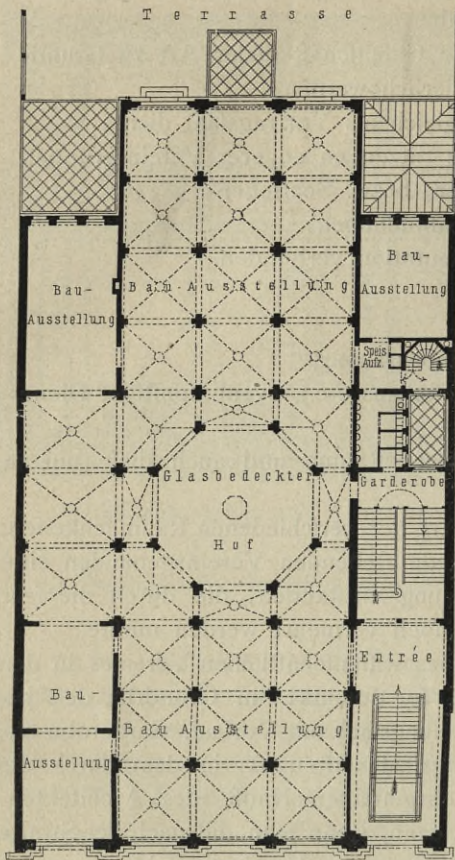 Terrasse
Bau-
Ausstellung
Bau-Ausstellung
Bau-
Ausstellung
Speis
Aufz.
Glasbedeckter
Hof
Garderobe
Entrée
Bau-
Ausstellung
Bau Ausstellung